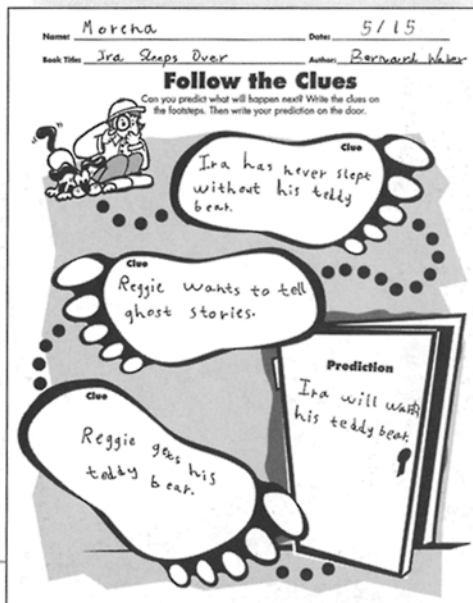 Name: Morena Date: 5/15
Book Title: Ira Sleeps Over Author: Bernard Waber
Follow the Clues
Can you predict what will happen next? Write the clues on
the footsteps. Then write your prediction on the door.
Clue
Ira has never slept
without his teddy
bear.
Clue
Reggie wants to tell
ghost stories.
Clue
Reggie gets his
teddy bear.
Prediction
Ira will want
his teddy bear.